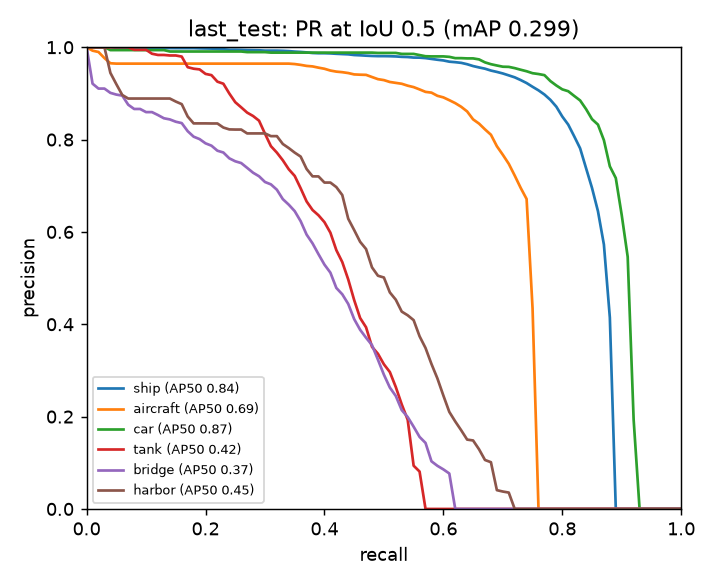 last_test: PR at IoU 0.5 (mAP 0.299)
1.0
0.8
0.6
0.4
0.2
0.0
precision
ship (AP50 0.84)
aircraft (AP50 0.69)
car (AP50 0.87)
tank (AP50 0.42)
bridge (AP50 0.37)
harbor (AP50 0.45)
0.0 0.2 0.4 0.6 0.8 1.0
recall